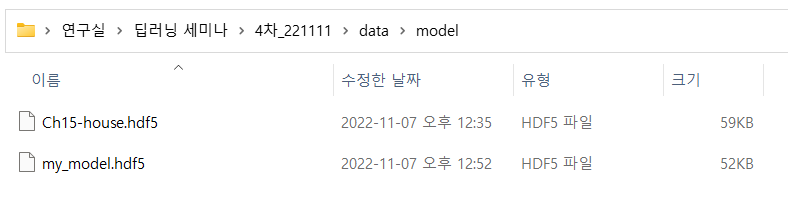 연구실 > 딥러닝 세미나 > 4차_221111 > data > model
이름 수정한 날짜 유형 크기
Ch15-house.hdf5 2022-11-07 오후 12:35 HDF5 파일 59KB
my_model.hdf5 2022-11-07 오후 12:52 HDF5 파일 52KB